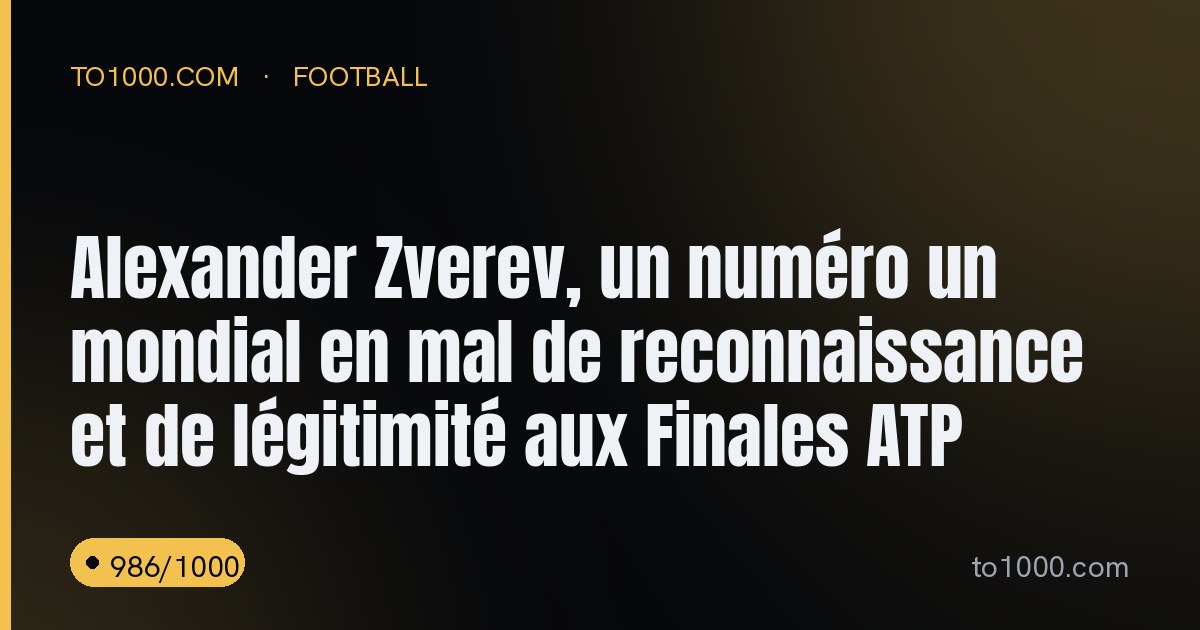 TO1000.COM · FOOTBALL
Alexander Zverev, un numéro un
mondial en mal de reconnaissance
et de légitimité aux Finales ATP
986/1000
to1000.com